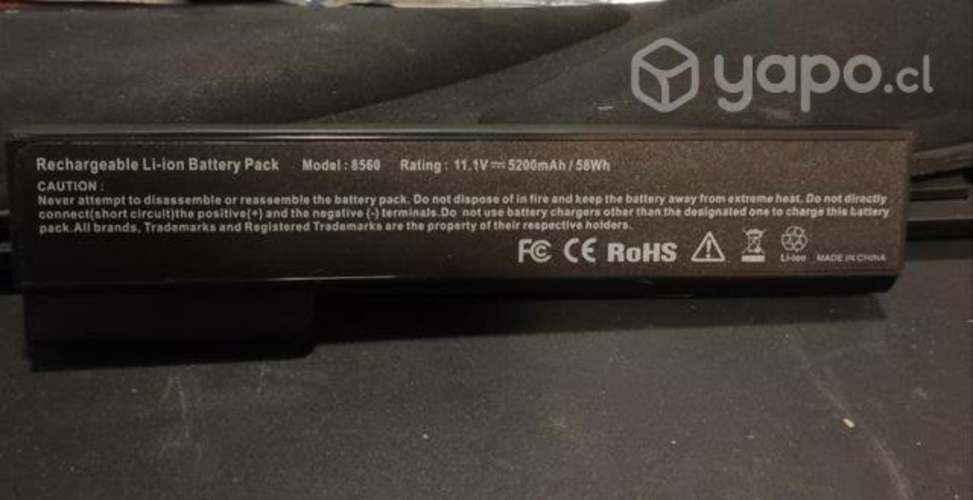 yapo.cl
Rechargeable Li-ion Battery Pack Model : 8560 Rating : 11.1V⎓5200mAh / 58Wh
CAUTION :
Never attempt to disassemble or reassemble the battery pack. Do not dispose of in fire and keep the battery away from extreme heat. Do not directly
connect(short circuit)the positive(+) and the negative (-) terminals.Do not use battery chargers other than the designated one to charge this battery
pack.All brands, Trademarks and Registered Trademarks are the property of their respective holders.
FC CE RoHS Li-ion MADE IN CHINA